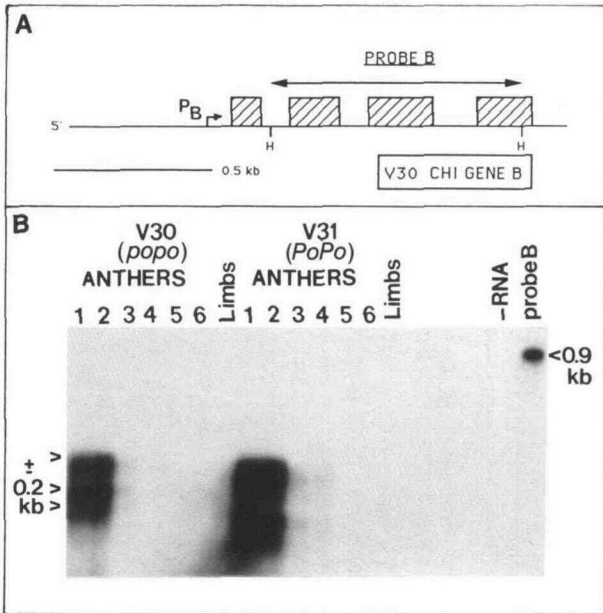 A
PROBE B
PB
5'
H
H
0.5 kb
V30 CHI GENE B
B
V30
(popo)
ANTHERS
1 2 3 4 5 6 Limbs
V31
(PoPo)
ANTHERS
1 2 3 4 5 6 Limbs
-RNA
probe B
<0.9
kb
>
±
0.2 >
kb >